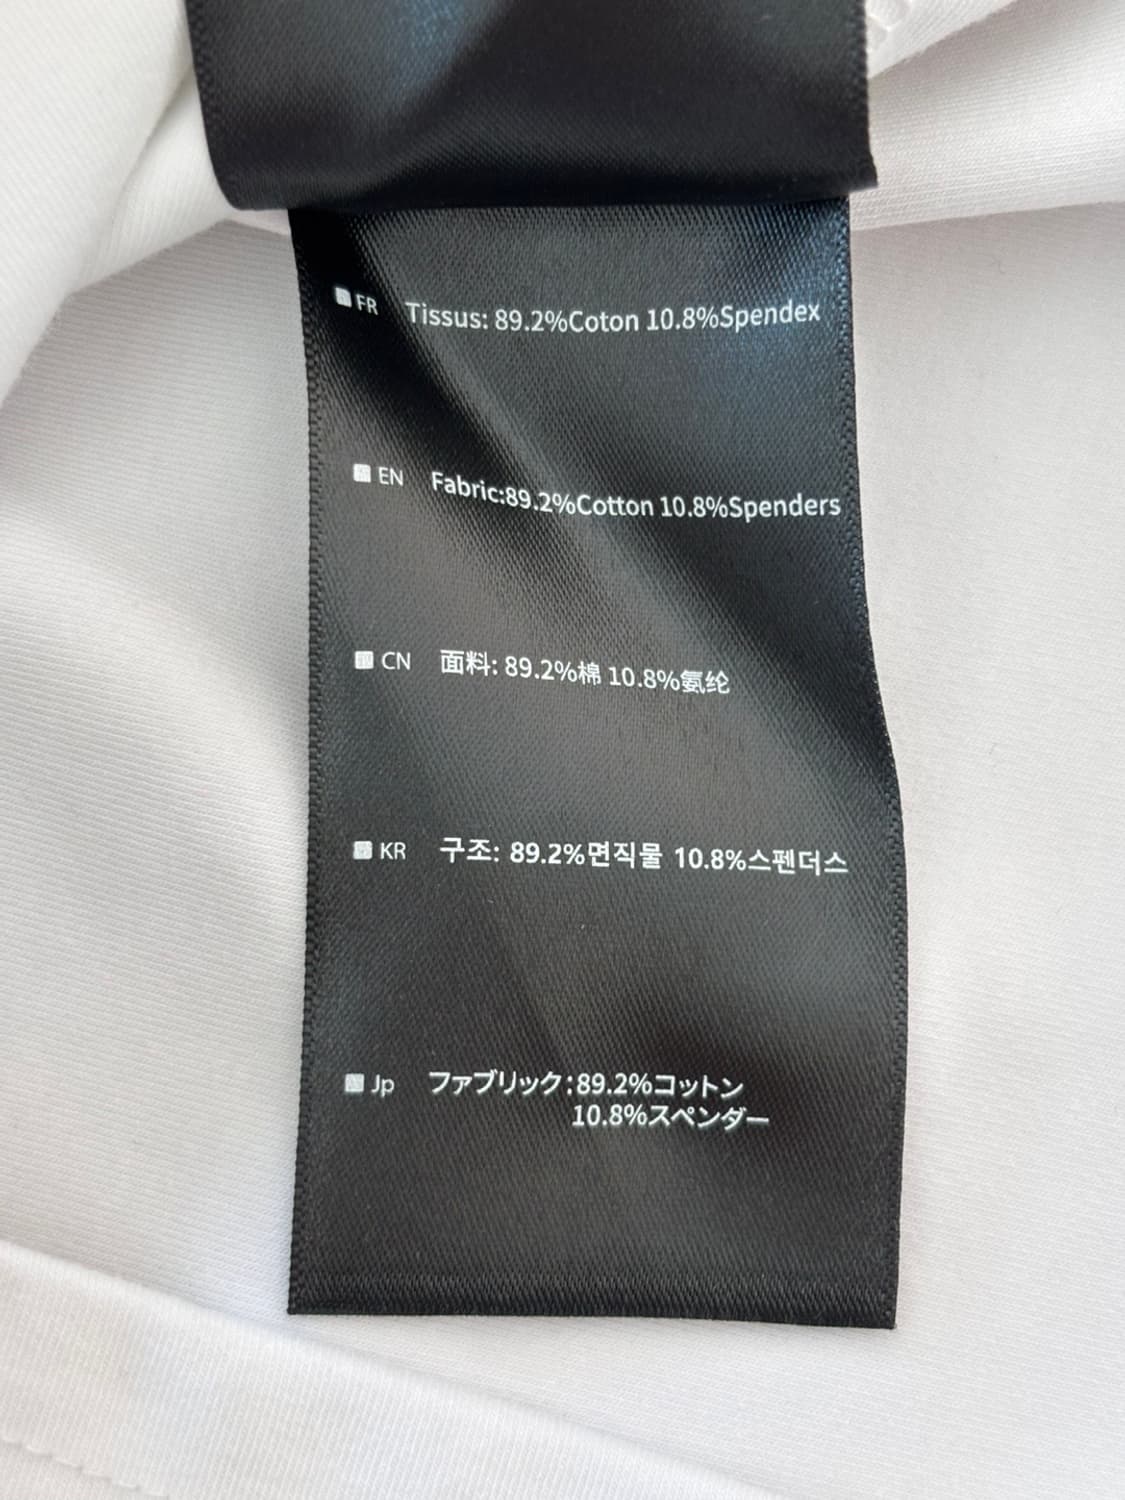 FR Tissus: 89.2%Coton 10.8%Spendex
EN Fabric:89.2%Cotton 10.8%Spenders
CN 面料: 89.2%棉 10.8%氨纶
KR 구조: 89.2%면직물 10.8%스펜더스
Jp ファブリック:89.2%コットン
10.8%スペンダー